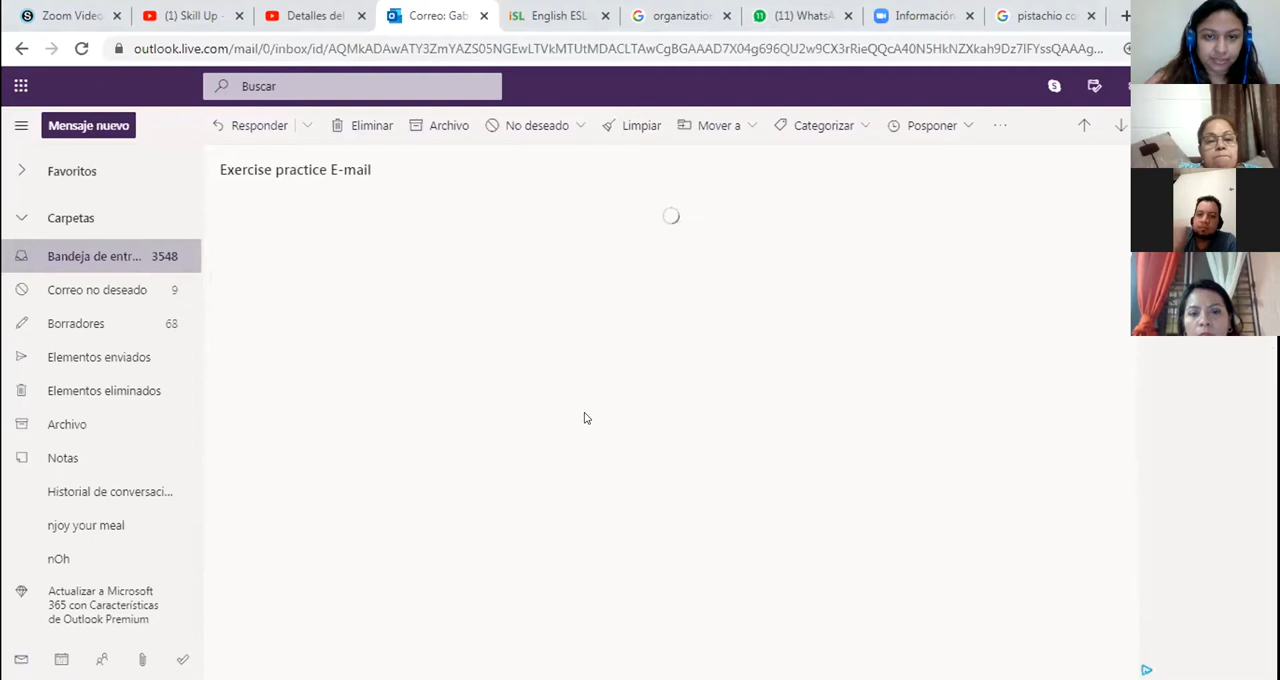 Zoom Video
(1) Skill Up -
Detalles del
Correo: Gab
iSL English ESL
organization
(11) WhatsA
Información
pistachio co
outlook.live.com/mail/0/inbox/id/AQMkADAwATY3ZmYAZS05NGEwLTVkMTUtMDACLTAwCgBGAAAD7X04g696QU2w9CX3rRieQQcA40N5HkNZXkah9Dz7IFYssQAAAg...
Buscar
Mensaje nuevo
Responder
Eliminar
Archivo
No deseado
Limpiar
Mover a
Categorizar
Posponer
Exercise practice E-mail
Favoritos
Carpetas
Bandeja de entr... 3548
Correo no deseado 9
Borradores 68
Elementos enviados
Elementos eliminados
Archivo
Notas
Historial de conversaci...
njoy your meal
nOh
Actualizar a Microsoft
365 con Características
de Outlook Premium